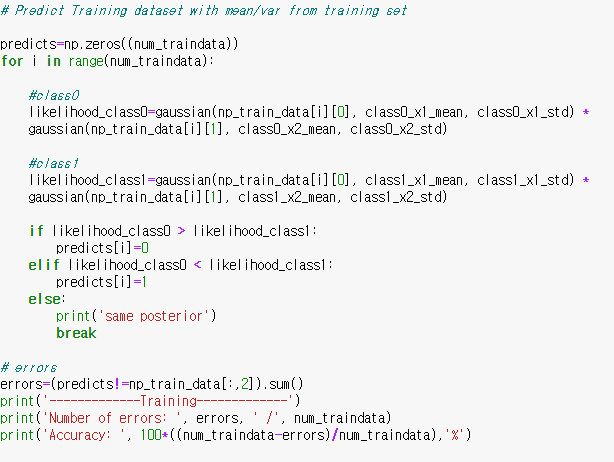 # Predict Training dataset with mean/var from training set
predicts=np.zeros((num_traindata))
for i in range(num_traindata):
#class0
likelihood_class0=gaussian(np_train_data[i][0], class0_x1_mean, class0_x1_std) *
gaussian(np_train_data[i][1], class0_x2_mean, class0_x2_std)
#class1
likelihood_class1=gaussian(np_train_data[i][0], class1_x1_mean, class1_x1_std) *
gaussian(np_train_data[i][1], class1_x2_mean, class1_x2_std)
if likelihood_class0 > likelihood_class1:
predicts[i]=0
elif likelihood_class0 < likelihood_class1:
predicts[i]=1
else:
print('same posterior')
break
# errors
errors=(predicts!=np_train_data[:,2]).sum()
print('-------------Training-------------')
print('Number of errors: ', errors, ' /', num_traindata)
print('Accuracy: ', 100*((num_traindata-errors)/num_traindata),'%')